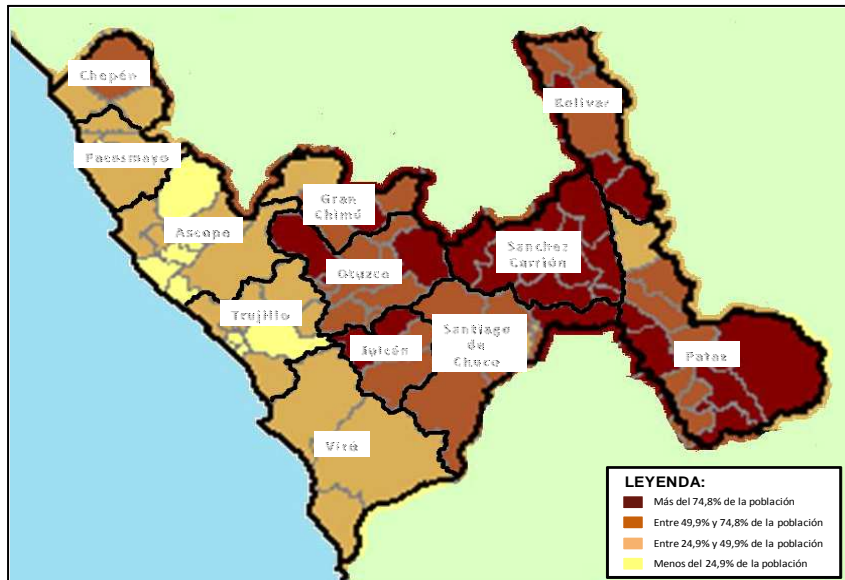 Chepén
Bolívar
Pacasmayo
Gran
Chimú
Ascope
Sanchez
Carrión
Otuzco
Trujillo
Santiago
de
Chuco
Julcán
Pataz
Virú
LEYENDA:
Más del 74,8% de la población
Entre 49,9% y 74,8% de la población
Entre 24,9% y 49,9% de la población
Menos del 24,9% de la población